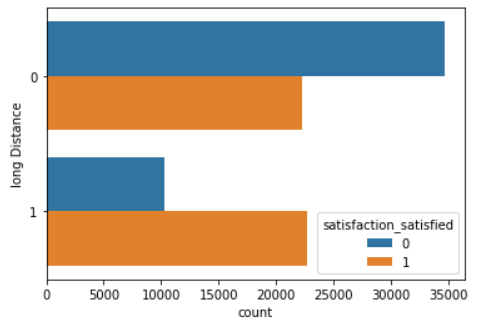 long Distance
0
1
satisfaction_satisfied
0
1
0 5000 10000 15000 20000 25000 30000 35000
count